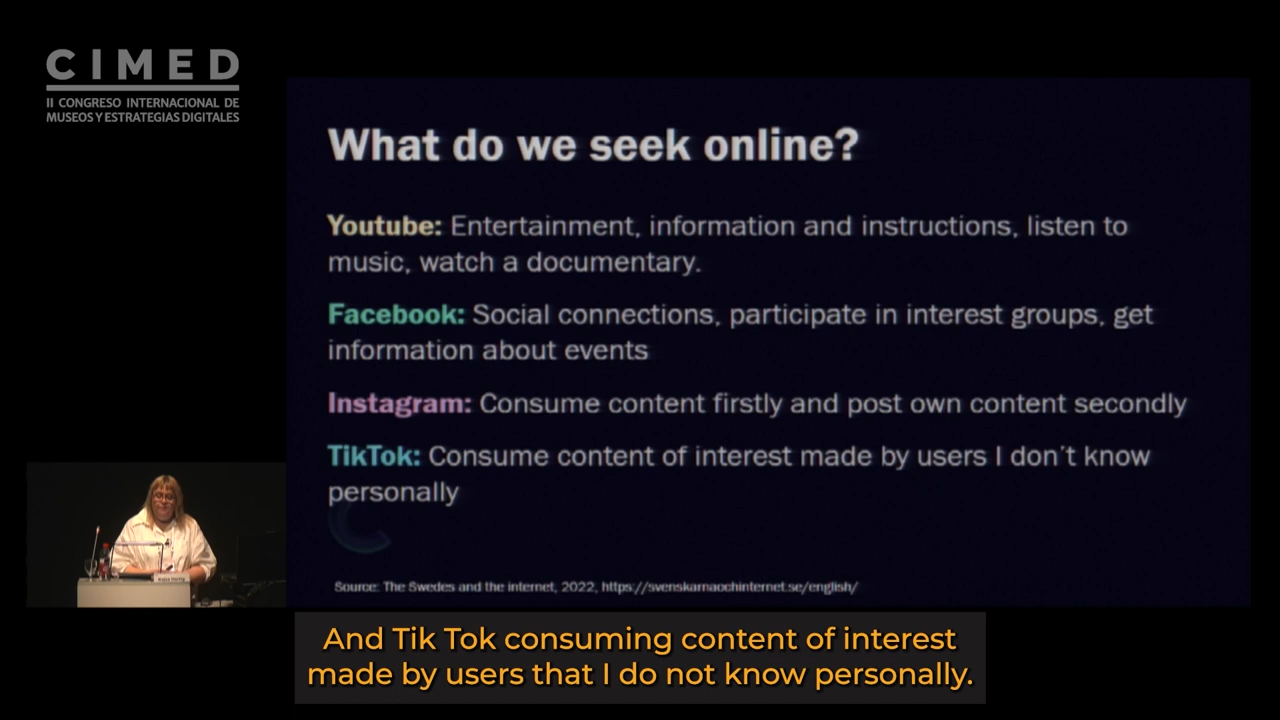 CIMED
II CONGRESO INTERNACIONAL DE
MUSEOS Y ESTRATEGIAS DIGITALES
What do we seek online?
Youtube: Entertainment, information and instructions, listen to
music, watch a documentary.
Facebook: Social connections, participate in interest groups, get
information about events
Instagram: Consume content firstly and post own content secondly
TikTok: Consume content of interest made by users I don't know
personally
Source: The Swedes and the internet, 2022, https://svenskarnaochinternet.se/english/
And Tik Tok consuming content of interest
made by users that I do not know personally.